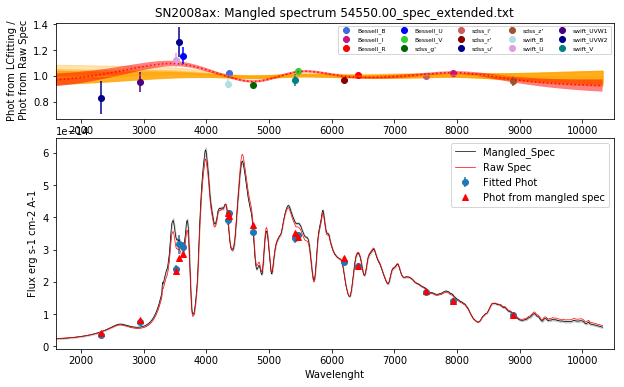 SN2008ax: Mangled spectrum 54550.00_spec_extended.txt
Phot from LCfitting /
Phot from Raw Spec
1.4
1.2
1.0
0.8
Bessell_B
Bessell_I
Bessell_R
Bessell_U
Bessell_V
sdss_g'
sdss_i'
sdss_r'
sdss_u'
sdss_z'
swift_B
swift_U
swift_UVW1
swift_UVW2
swift_V
2000 3000 4000 5000 6000 7000 8000 9000 10000
Flux erg s-1 cm-2 A-1
6
5
4
3
2
1
0
Mangled_Spec
Raw Spec
Fitted Phot
Phot from mangled spec
2000 3000 4000 5000 6000 7000 8000 9000 10000
Wavelenght